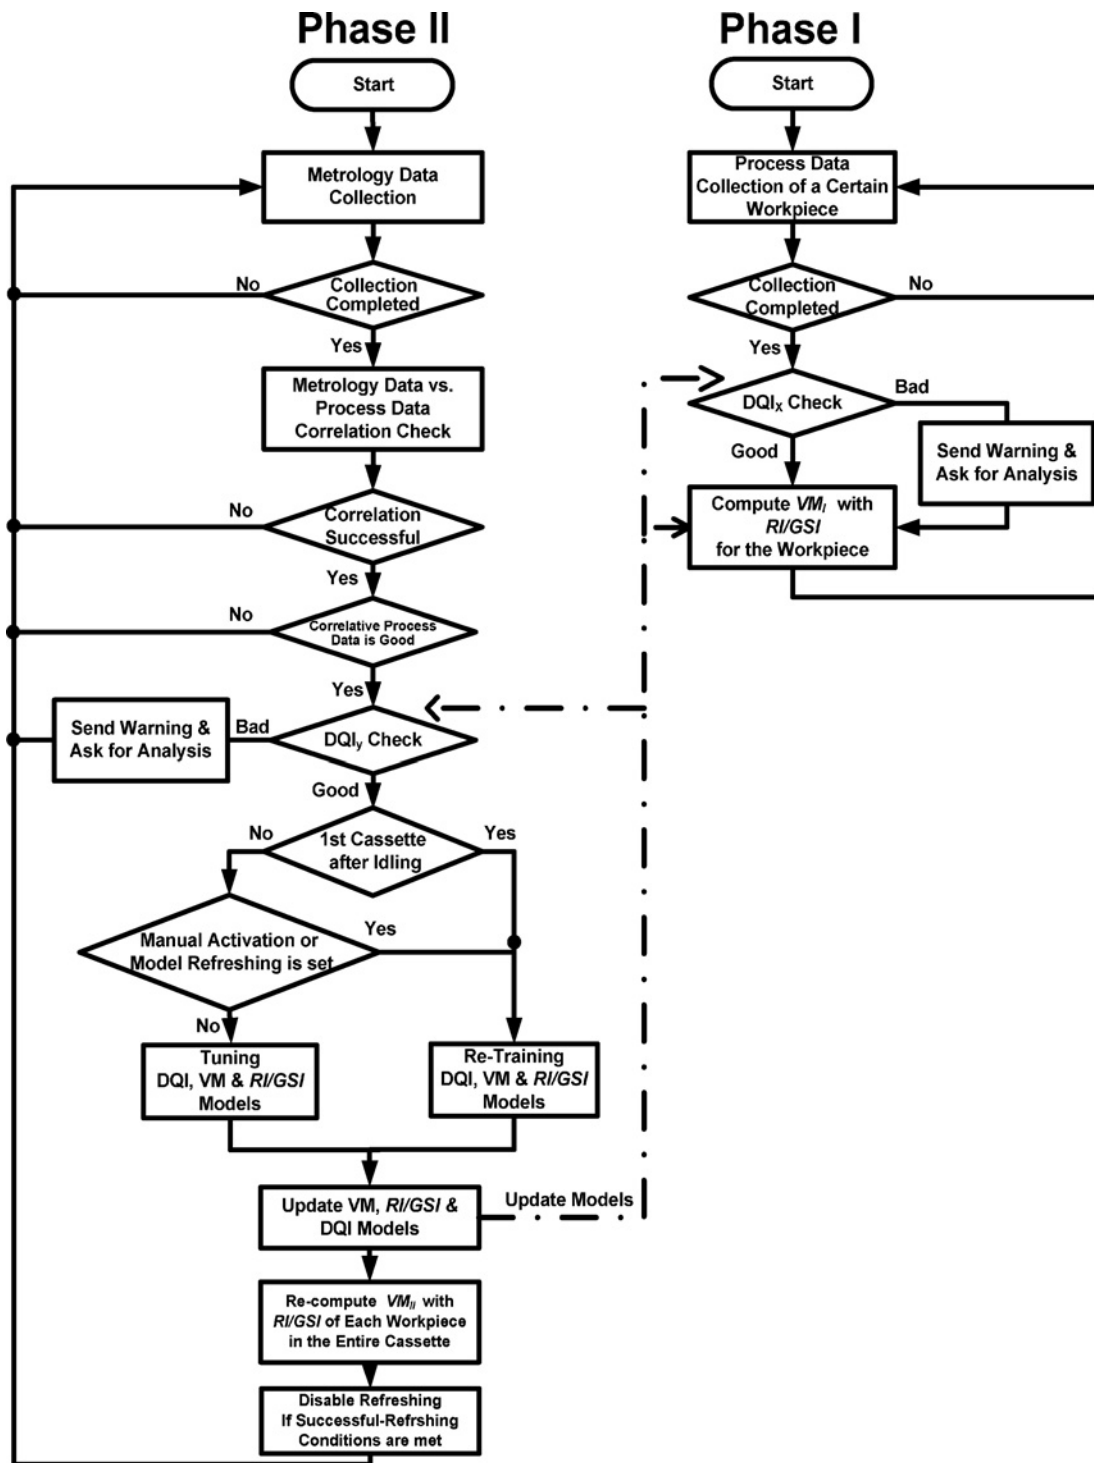 Phase II
Start
Metrology Data
Collection
No
Collection
Completed
Yes
Metrology Data vs.
Process Data
Correlation Check
No
Correlation
Successful
Yes
No
Correlative Process
Data is Good
Yes
Send Warning &
Ask for Analysis
Bad
DQIy Check
Good
No
1st Cassette
after Idling
Yes
Manual Activation or
Model Refreshing is set
Yes
No
Tuning
DQI, VM & RI/GSI
Models
Re-Training
DQI, VM & RI/GSI
Models
Update VM, RI/GSI &
DQI Models
Update Models
Re-compute VMII with
RI/GSI of Each Workpiece
in the Entire Cassette
Disable Refreshing
If Successful-Refrshing
Conditions are met
Phase I
Start
Process Data
Collection of a Certain
Workpiece
Collection
Completed
No
Yes
DQIX Check
Bad
Good
Send Warning &
Ask for Analysis
Compute VMI with
RI/GSI
for the Workpiece